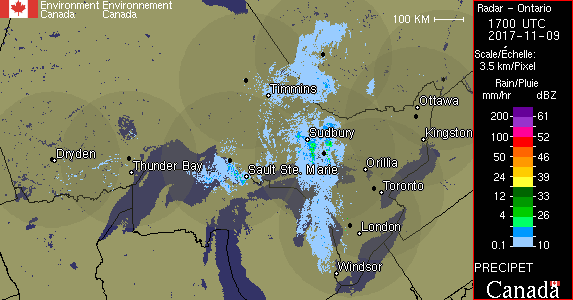 Environment Environnement
Canada Canada
100 KM
Timmins
Ottawa
Sudbury
Kingston
Dryden
Thunder Bay
Sault Ste. Marie
Orillia
Toronto
London
Windsor
Radar - Ontario
1700 UTC
2017-11-09
Scale/Échelle:
3.5 km/Pixel
Rain/Pluie
mm/hr dBZ
200 61
100 52
50 46
24 39
12 33
4 26
0.1 10
PRECIPET
Canada